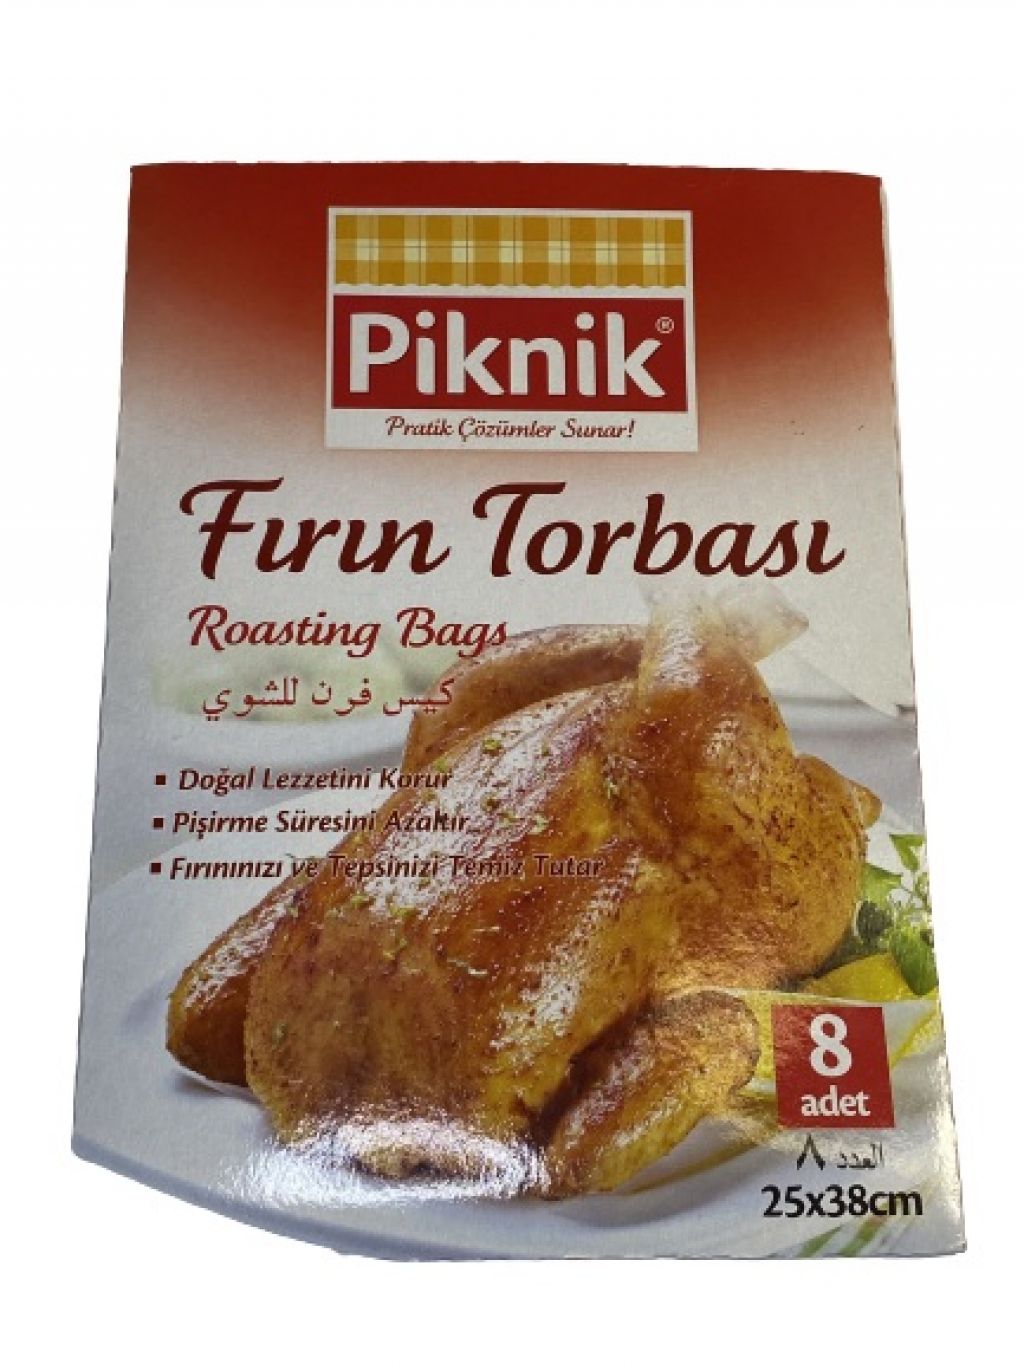 Piknik®
Pratik Çözümler Sunar!
Fırın Torbası
Roasting Bags
كيس فرن للشوي
▪ Doğal Lezzetini Korur
▪ Pişirme Süresini Azaltır
▪ Fırınınızı ve Tepsinizi Temiz Tutar
8
adet
العدد ٨
25x38cm